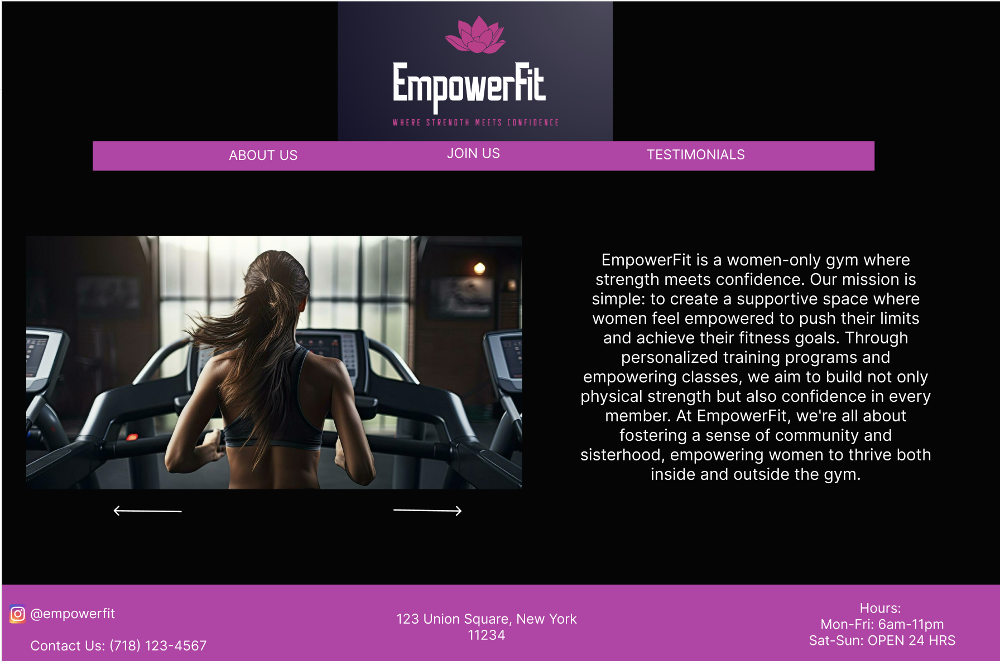 EmpowerFit
WHERE STRENGTH MEETS CONFIDENCE
ABOUT US
JOIN US
TESTIMONIALS
EmpowerFit is a women-only gym where
strength meets confidence. Our mission is
simple: to create a supportive space where
women feel empowered to push their limits
and achieve their fitness goals. Through
personalized training programs and
empowering classes, we aim to build not only
physical strength but also confidence in every
member. At EmpowerFit, we're all about
fostering a sense of community and
sisterhood, empowering women to thrive both
inside and outside the gym.
@empowerfit
Contact Us: (718) 123-4567
123 Union Square, New York
11234
Hours:
Mon-Fri: 6am-11pm
Sat-Sun: OPEN 24 HRS